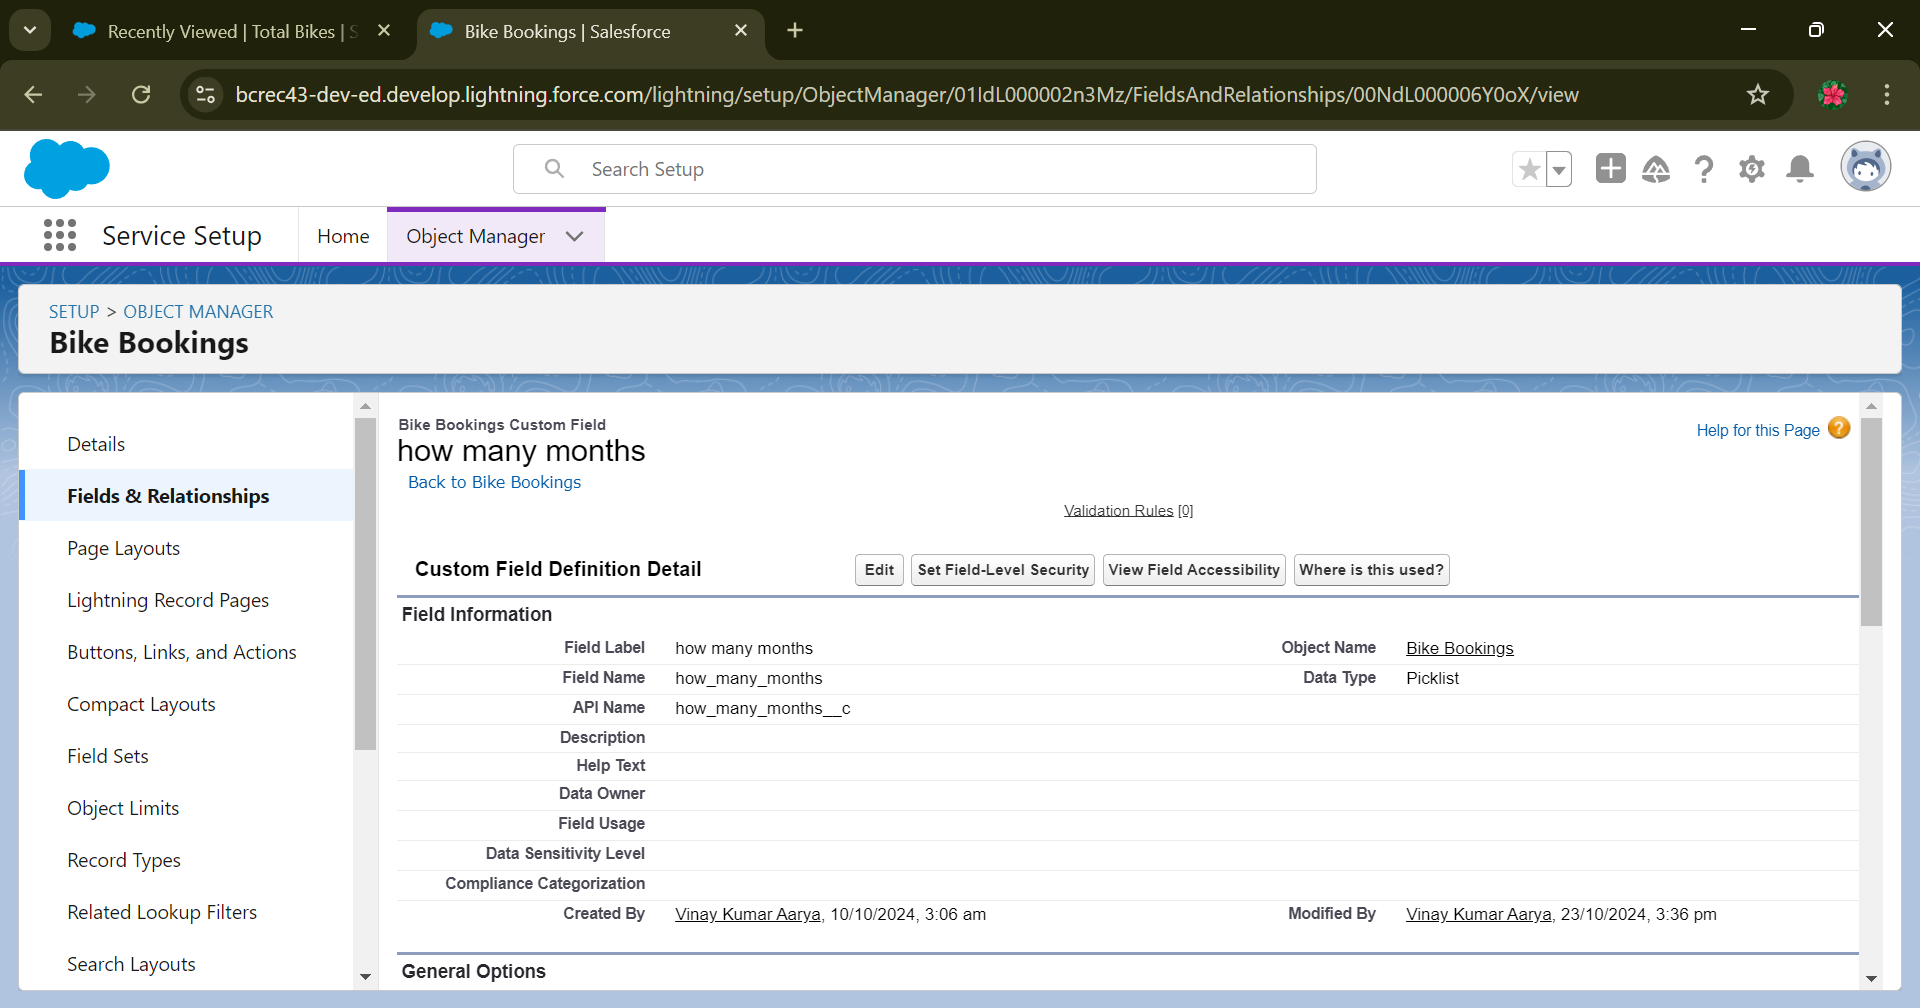 Recently Viewed | Total Bikes |
Bike Bookings | Salesforce
bcrec43-dev-ed.develop.lightning.force.com/lightning/setup/ObjectManager/01IdL000002n3Mz/FieldsAndRelationships/00NdL000006Y0oX/view
Search Setup
Service Setup
Home
Object Manager
SETUP > OBJECT MANAGER
Bike Bookings
Details
Fields & Relationships
Page Layouts
Lightning Record Pages
Buttons, Links, and Actions
Compact Layouts
Field Sets
Object Limits
Record Types
Related Lookup Filters
Search Layouts
Bike Bookings Custom Field
how many months
Back to Bike Bookings
Help for this Page
Validation Rules [0]
Custom Field Definition Detail
Edit
Set Field-Level Security
View Field Accessibility
Where is this used?
Field Information
Field Label how many months Object Name Bike Bookings
Field Name how_many_months Data Type Picklist
API Name how_many_months__c
Description
Help Text
Data Owner
Field Usage
Data Sensitivity Level
Compliance Categorization
Created By Vinay Kumar Aarya, 10/10/2024, 3:06 am Modified By Vinay Kumar Aarya, 23/10/2024, 3:36 pm
General Options